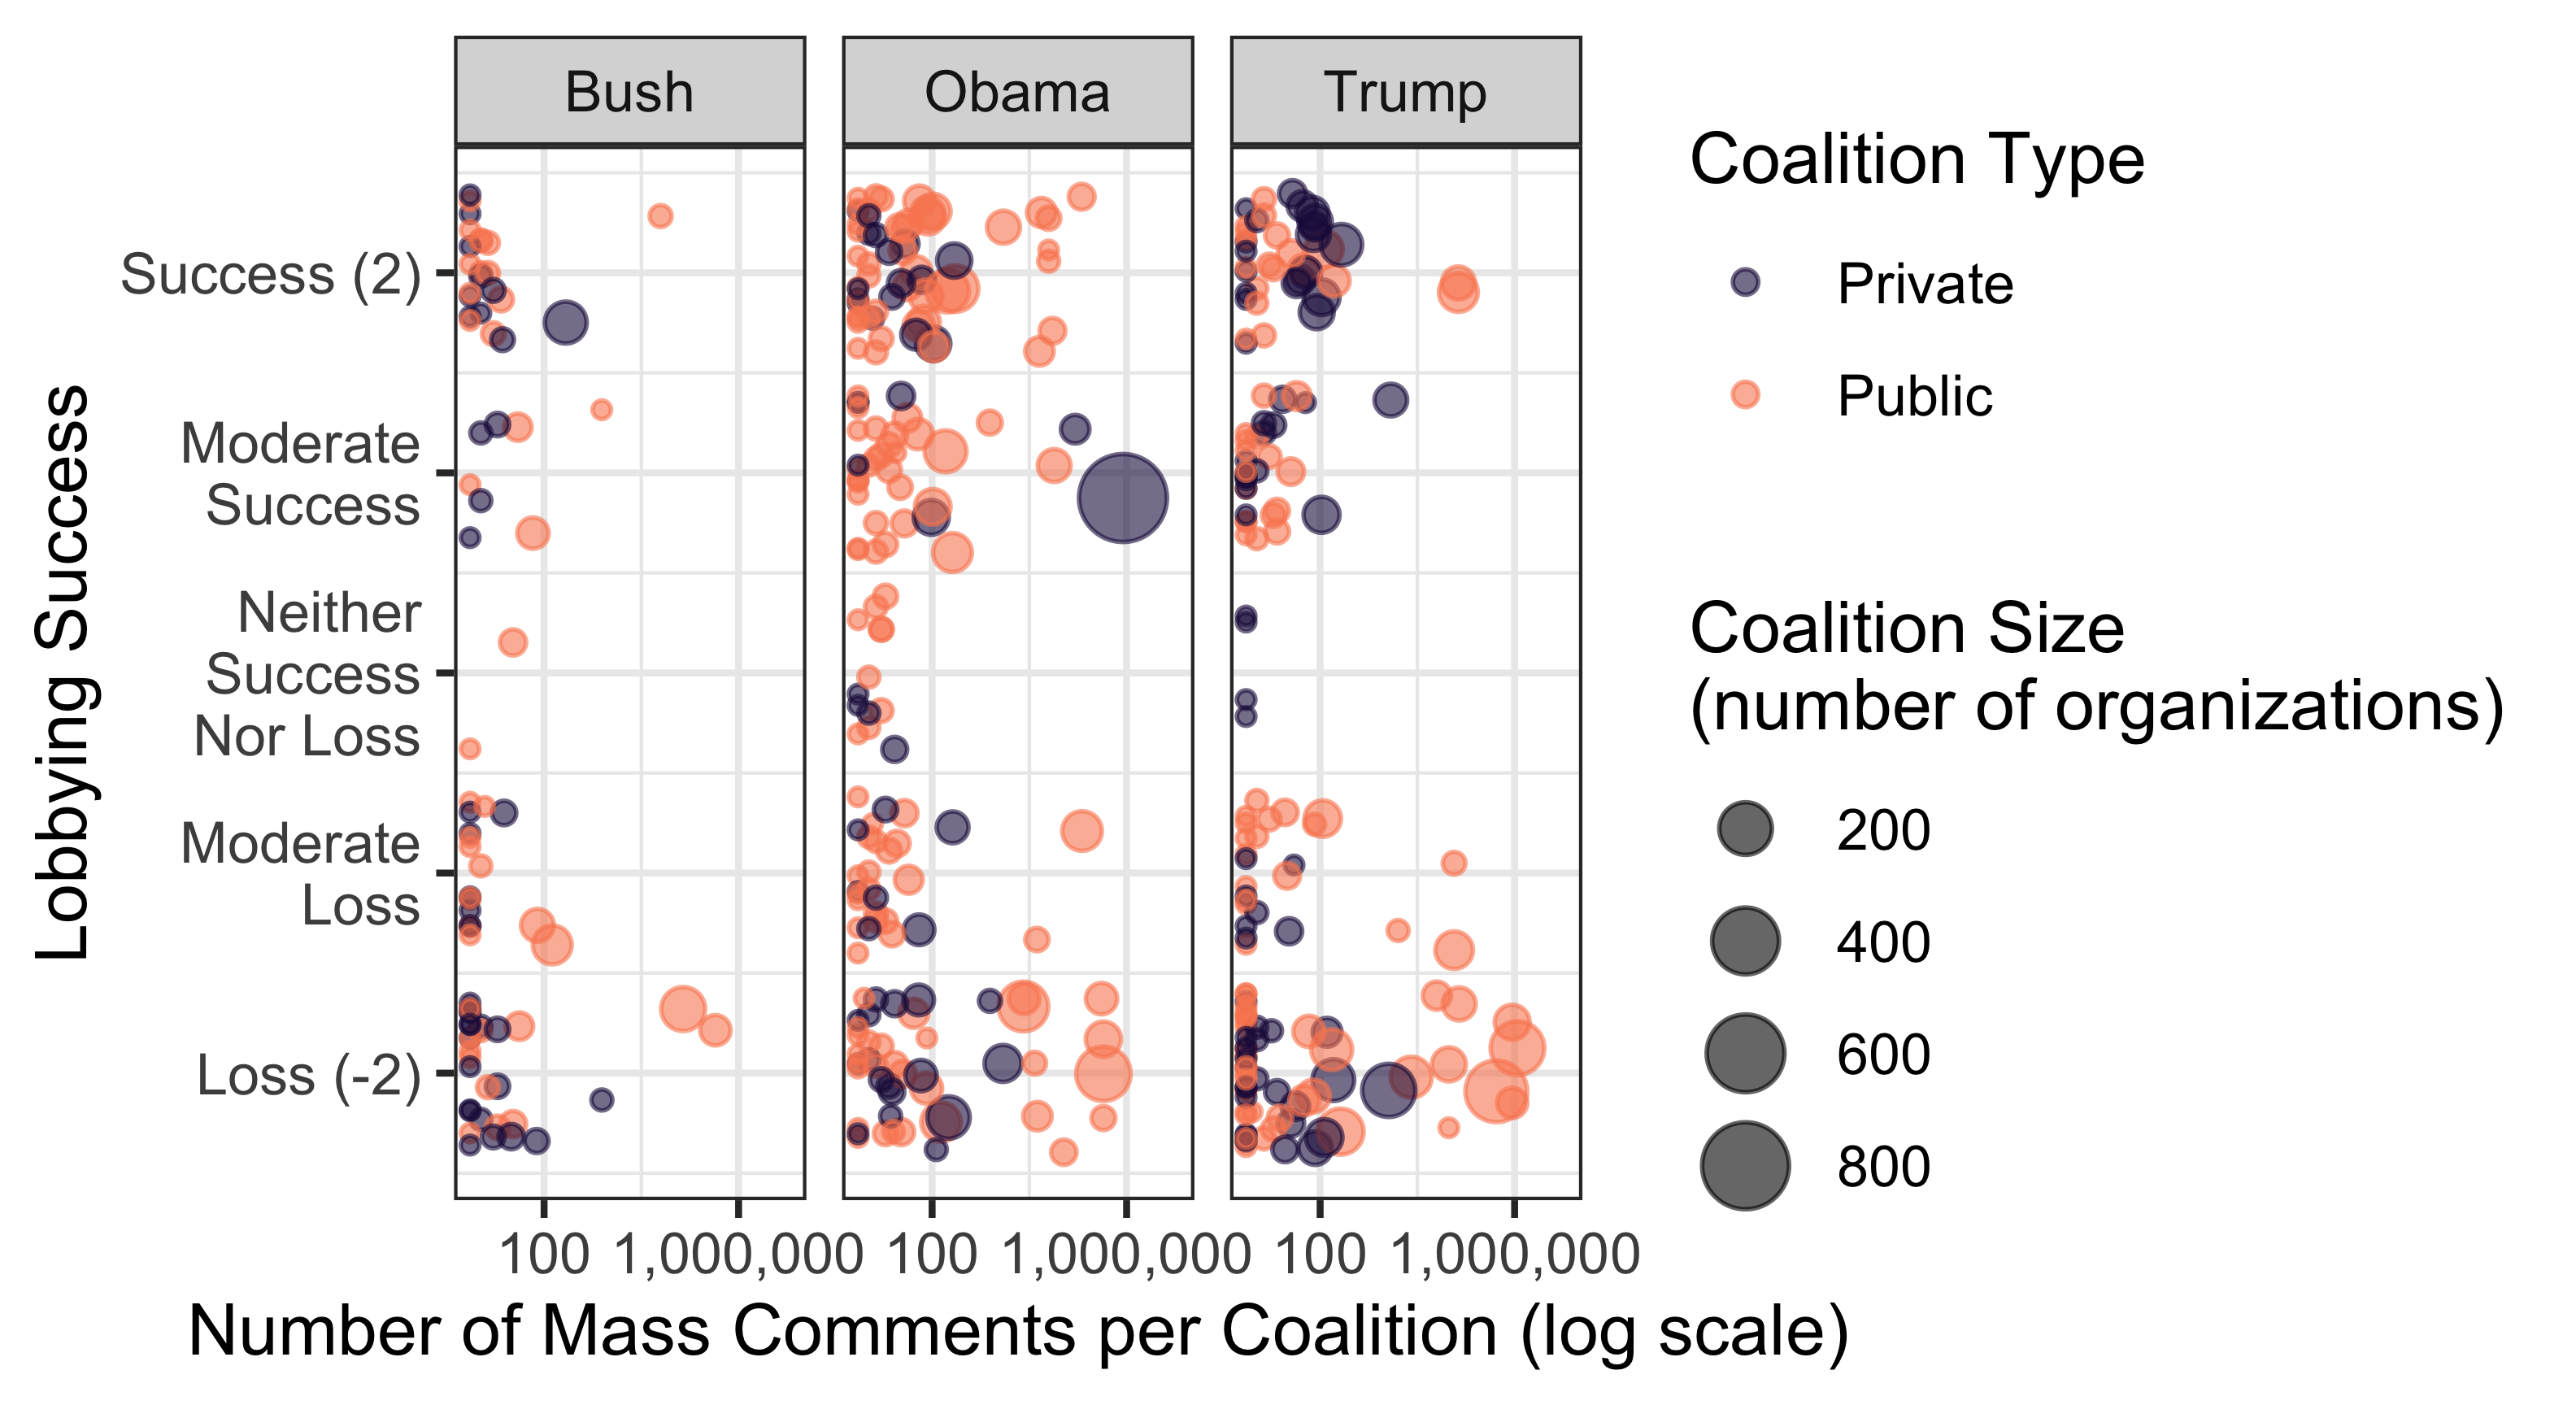 Bush
Obama
Trump
Lobbying Success
Success (2)
Moderate
Success
Neither
Success
Nor Loss
Moderate
Loss
Loss (-2)
100
1,000,000
100
1,000,000
100
1,000,000
Number of Mass Comments per Coalition (log scale)
Coalition Type
Private
Public
Coalition Size
(number of organizations)
200
400
600
800